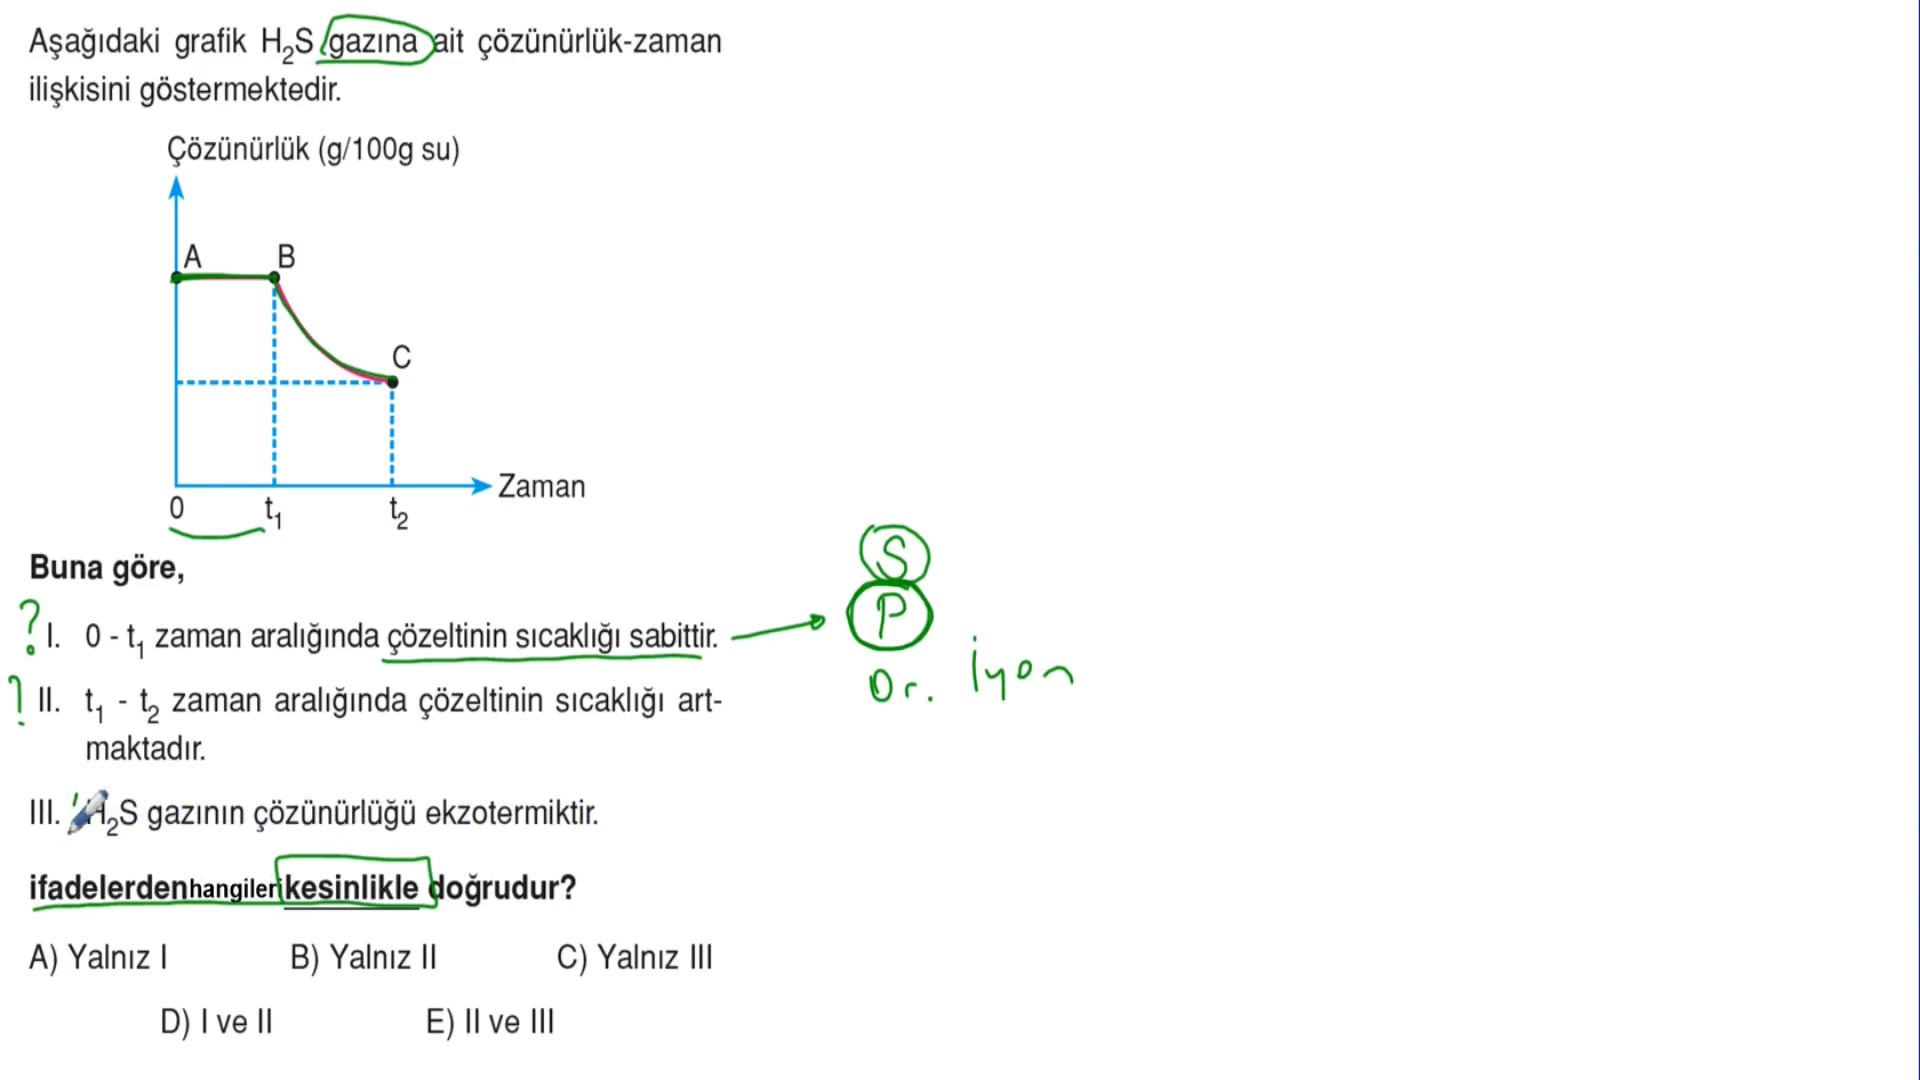 Aşağıdaki grafik H₂S gazına ait çözünürlük-zaman
ilişkisini göstermektedir.
Çözünürlük (g/100g su)
A
B
C
Zaman
0
t₁
t₂
Buna göre,
? I. 0 - t₁ zaman aralığında çözeltinin sıcaklığı sabittir.
S
P
Dr. İyon
? II. t₁ - t₂ zaman aralığında çözeltinin sıcaklığı art-
maktadır.
III. H₂S gazının çözünürlüğü ekzotermiktir.
ifadelerden hangileri kesinlikle doğrudur?
A) Yalnız I B) Yalnız II C) Yalnız III
D) I ve II E) II ve III